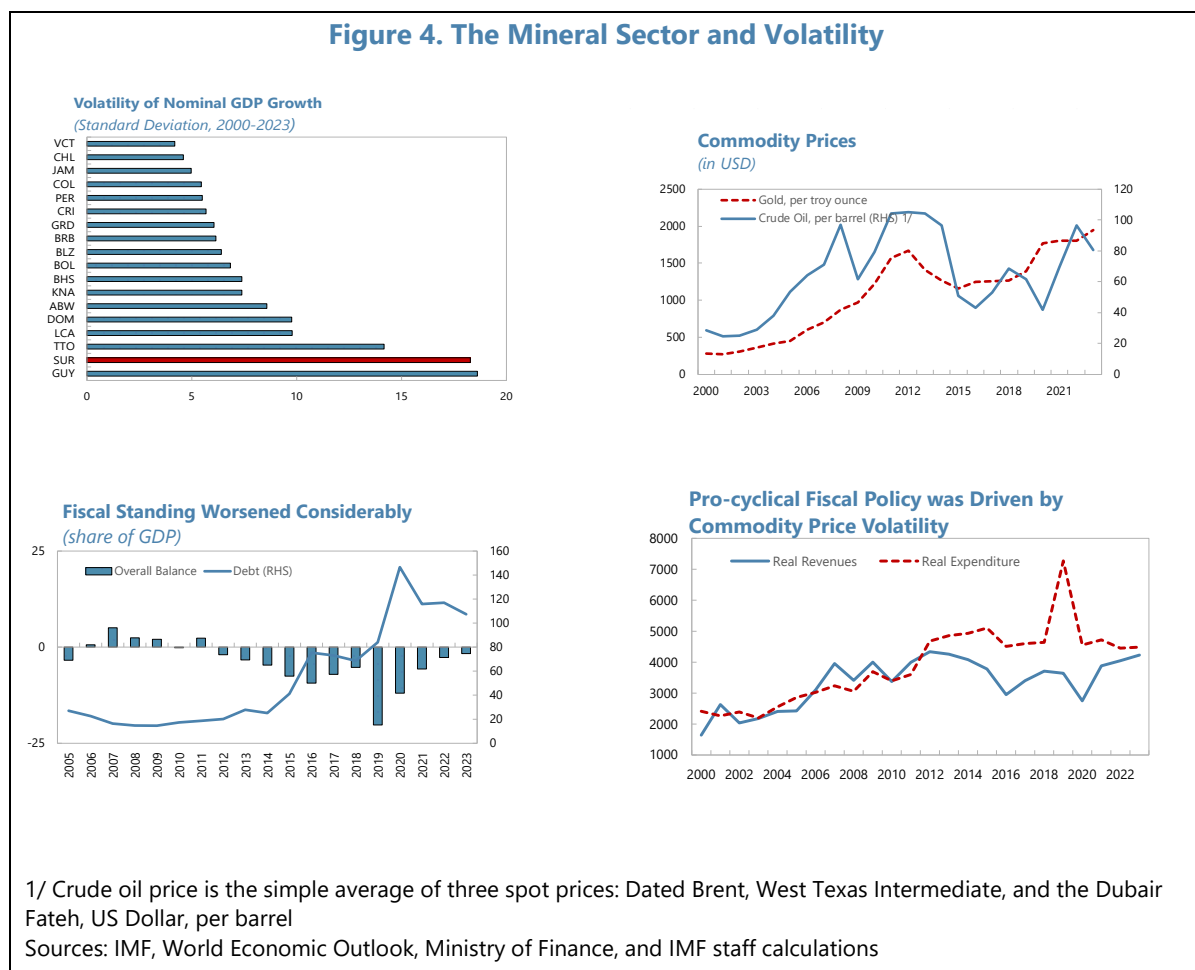 Figure 4. The Mineral Sector and Volatility
Volatility of Nominal GDP Growth
(Standard Deviation, 2000-2023)
VCT
CHL
JAM
COL
PER
CRI
GRD
BRB
BLZ
BOL
BHS
KNA
ABW
DOM
LCA
TTO
SUR
GUY
0 5 10 15 20
Commodity Prices
(in USD)
2500 120
Gold, per troy ounce
Crude Oil, per barrel (RHS) 1/
100
2000
80
1500
60
1000
40
500
20
0 0
2000 2003 2006 2009 2012 2015 2018 2021
Fiscal Standing Worsened Considerably
(share of GDP)
25 160
Overall Balance Debt (RHS)
140
120
100
0 80
60
40
20
-25 0
2005 2006 2007 2008 2009 2010 2011 2012 2013 2014 2015 2016 2017 2018 2019 2020 2021 2022 2023
Pro-cyclical Fiscal Policy was Driven by
Commodity Price Volatility
8000
Real Revenues Real Expenditure
7000
6000
5000
4000
3000
2000
1000
2000 2002 2004 2006 2008 2010 2012 2014 2016 2018 2020 2022
1/ Crude oil price is the simple average of three spot prices: Dated Brent, West Texas Intermediate, and the Dubair
Fateh, US Dollar, per barrel
Sources: IMF, World Economic Outlook, Ministry of Finance, and IMF staff calculations